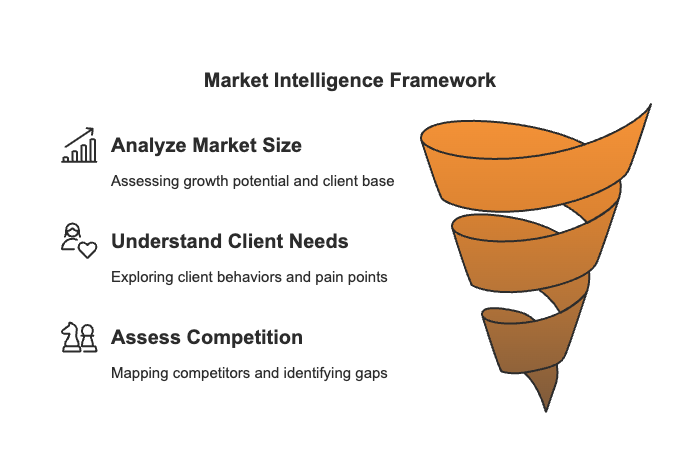 Market Intelligence Framework
Analyze Market Size
Assessing growth potential and client base
Understand Client Needs
Exploring client behaviors and pain points
Assess Competition
Mapping competitors and identifying gaps